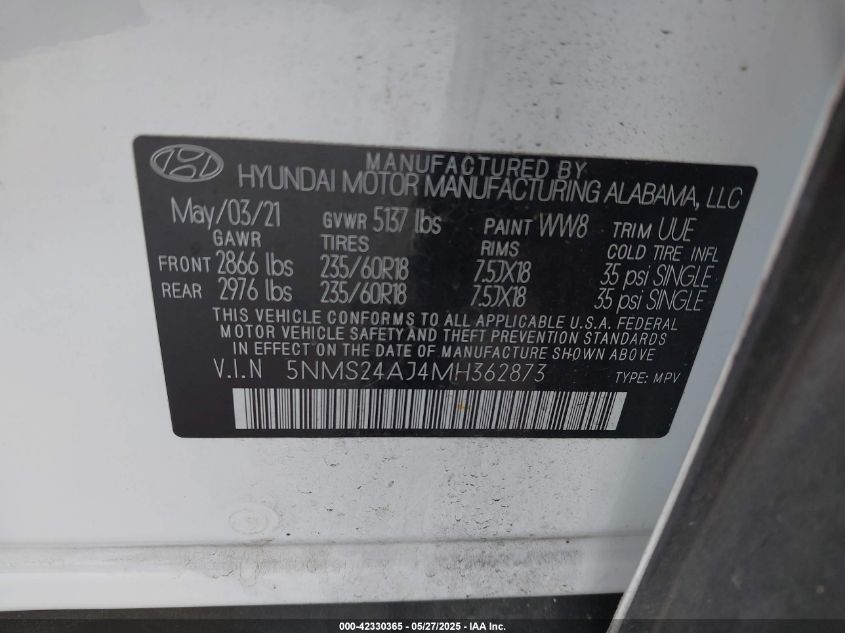 MANUFACTURED BY
HYUNDAI MOTOR MANUFACTURING ALABAMA, LLC
May/03/21 GVWR 5137 lbs PAINT WW8 TRIM UUE
GAWR TIRES RIMS COLD TIRE INFL
FRONT 2866 lbs 235/60R18 7.5JX18 35 psi SINGLE
REAR 2976 lbs 235/60R18 7.5JX18 35 psi SINGLE
THIS VEHICLE CONFORMS TO ALL APPLICABLE U.S.A. FEDERAL
MOTOR VEHICLE SAFETY AND THEFT PREVENTION STANDARDS
IN EFFECT ON THE DATE OF MANUFACTURE SHOWN ABOVE
V.I.N 5NMS24AJ4MH362873 TYPE: MPV
000-42330365 - 05/27/2025 - IAA Inc.